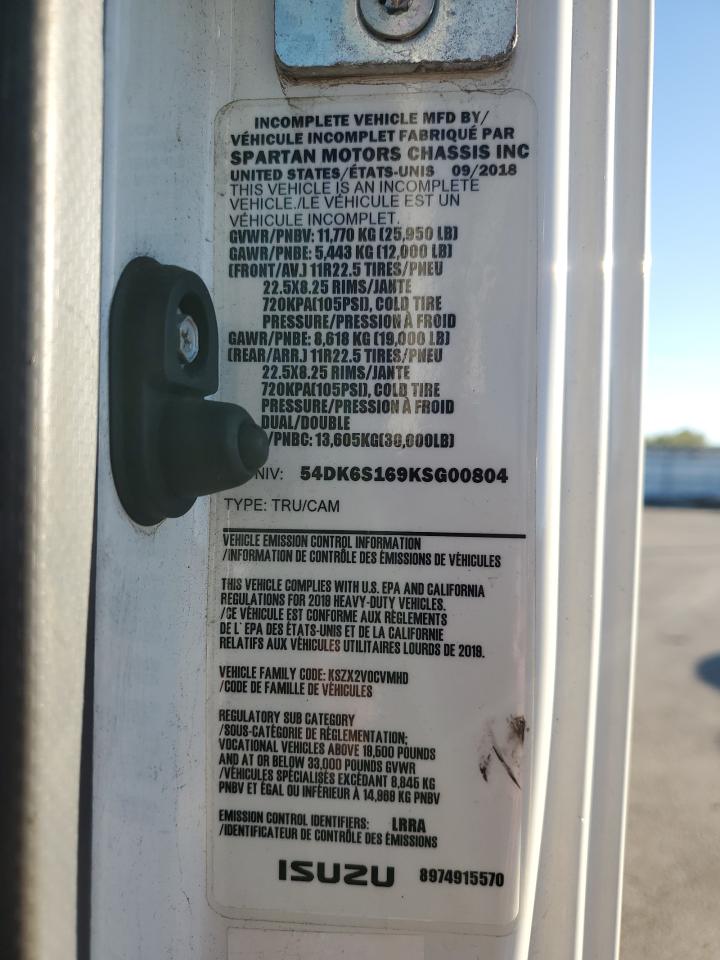 INCOMPLETE VEHICLE MFD BY/
VÉHICULE INCOMPLET FABRIQUÉ PAR
SPARTAN MOTORS CHASSIS INC
UNITED STATES/ÉTATS-UNIS 09/2018
THIS VEHICLE IS AN INCOMPLETE
VEHICLE./LE VÉHICULE EST UN
VÉHICULE INCOMPLET.
GVWR/PNBV: 11,770 KG (25,950 LB)
GAWR/PNBE: 5,443 KG (12,000 LB)
(FRONT/AV.) 11R22.5 TIRES/PNEU
22.5X8.25 RIMS/JANTE
720KPA(105PSI), COLD TIRE
PRESSURE/PRESSION À FROID
GAWR/PNBE: 8,618 KG (19,000 LB)
(REAR/ARR.) 11R22.5 TIRES/PNEU
22.5X8.25 RIMS/JANTE
720KPA(105PSI), COLD TIRE
PRESSURE/PRESSION À FROID
DUAL/DOUBLE
/PNBC: 13,605KG(30,000LB)
NIV: 54DK6S169KSG00804
TYPE: TRU/CAM
VEHICLE EMISSION CONTROL INFORMATION
/INFORMATION DE CONTRÔLE DES ÉMISSIONS DE VÉHICULES
THIS VEHICLE COMPLIES WITH U.S. EPA AND CALIFORNIA
REGULATIONS FOR 2019 HEAVY-DUTY VEHICLES.
/CE VÉHICULE EST CONFORME AUX RÈGLEMENTS
DE L'EPA DES ÉTATS-UNIS ET DE LA CALIFORNIE
RELATIFS AUX VÉHICULES UTILITAIRES LOURDS DE 2019.
VEHICLE FAMILY CODE: KSZX2VOCVMHD
/CODE DE FAMILLE DE VÉHICULES
REGULATORY SUB CATEGORY
/SOUS-CATÉGORIE DE RÈGLEMENTATION;
VOCATIONAL VEHICLES ABOVE 19,500 POUNDS
AND AT OR BELOW 33,000 POUNDS GVWR
/VÉHICULES SPÉCIALISÉS EXCÉDANT 8,845 KG
PNBV ET ÉGAL OU INFÉRIEUR À 14,969 KG PNBV
EMISSION CONTROL IDENTIFIERS: LRRA
/IDENTIFICATEUR DE CONTRÔLE DES ÉMISSIONS
ISUZU 8974915570